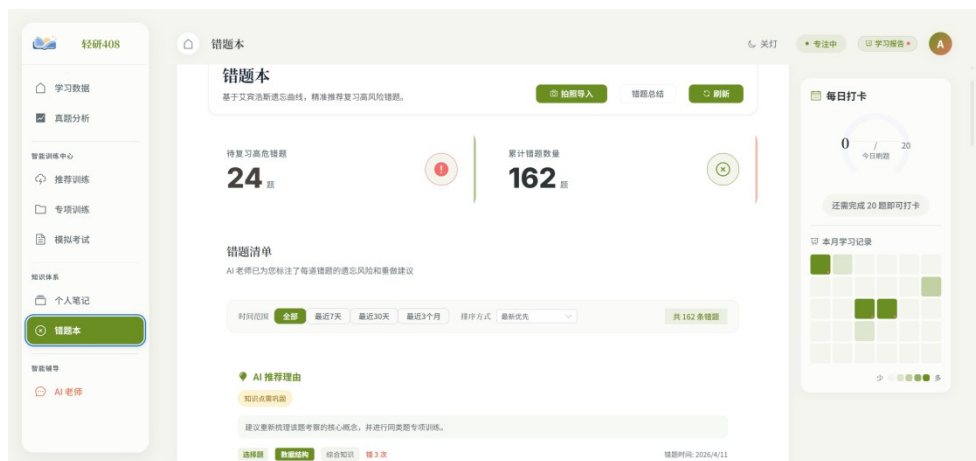 轻研408
学习数据
真题分析
智能训练中心
推荐训练
专项训练
模拟考试
知识体系
个人笔记
错题本
智能辅导
AI 老师
错题本
关灯
专注中
学习报告
A
错题本
基于艾宾浩斯遗忘曲线，精准推荐复习高风险错题。
拍照导入
错题总结
刷新
待复习高危错题
24 题
累计错题数量
162 题
错题清单
AI 老师已为您标注了每道错题的遗忘风险和重做建议
时间范围 全部 最近7天 最近30天 最近3个月 排序方式 最新优先 共 162 条错题
AI 推荐理由
知识点需巩固
建议重新梳理该题考察的核心概念，并进行同类题专项训练。
选择题 数据结构 综合知识 错 3 次 错题时间: 2026/4/11
每日打卡
0 / 20
今日刷题
还需完成 20 题即可打卡
本月学习记录
少 多